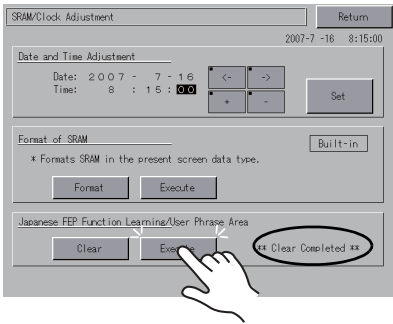 SRAM/Clock Adjustment
Return
2007-7 -16 8:15:00
Date and Time Adjustment
Date: 2007 - 7 - 16
<- ->
Time: 8 : 15 : 00
+ -
Set
Format of SRAM
Built-in
* Formats SRAM in the present screen data type.
Format Execute
Japanese FEP Function Learning/User Phrase Area
Clear Execute ** Clear Completed **